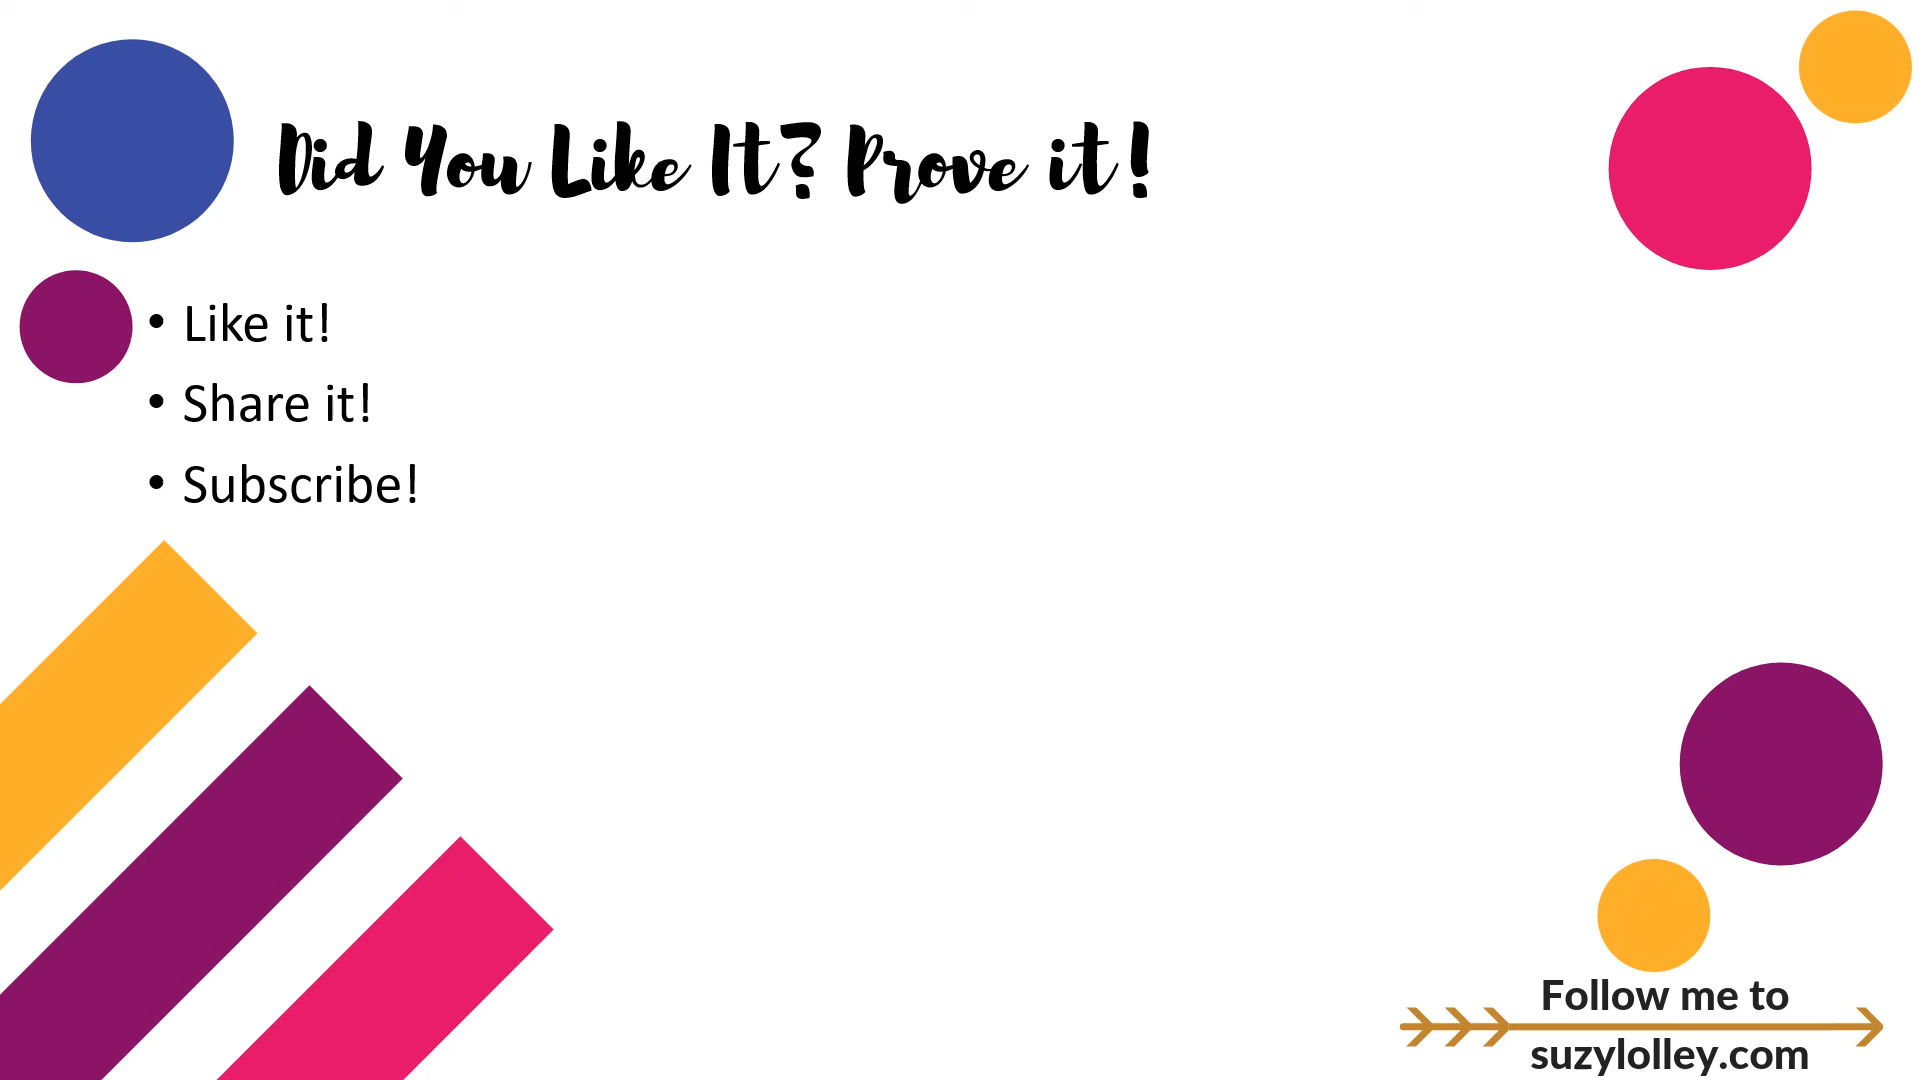 Did You Like It? Prove it!
• Like it!
• Share it!
• Subscribe!
Follow me to
suzylolley.com